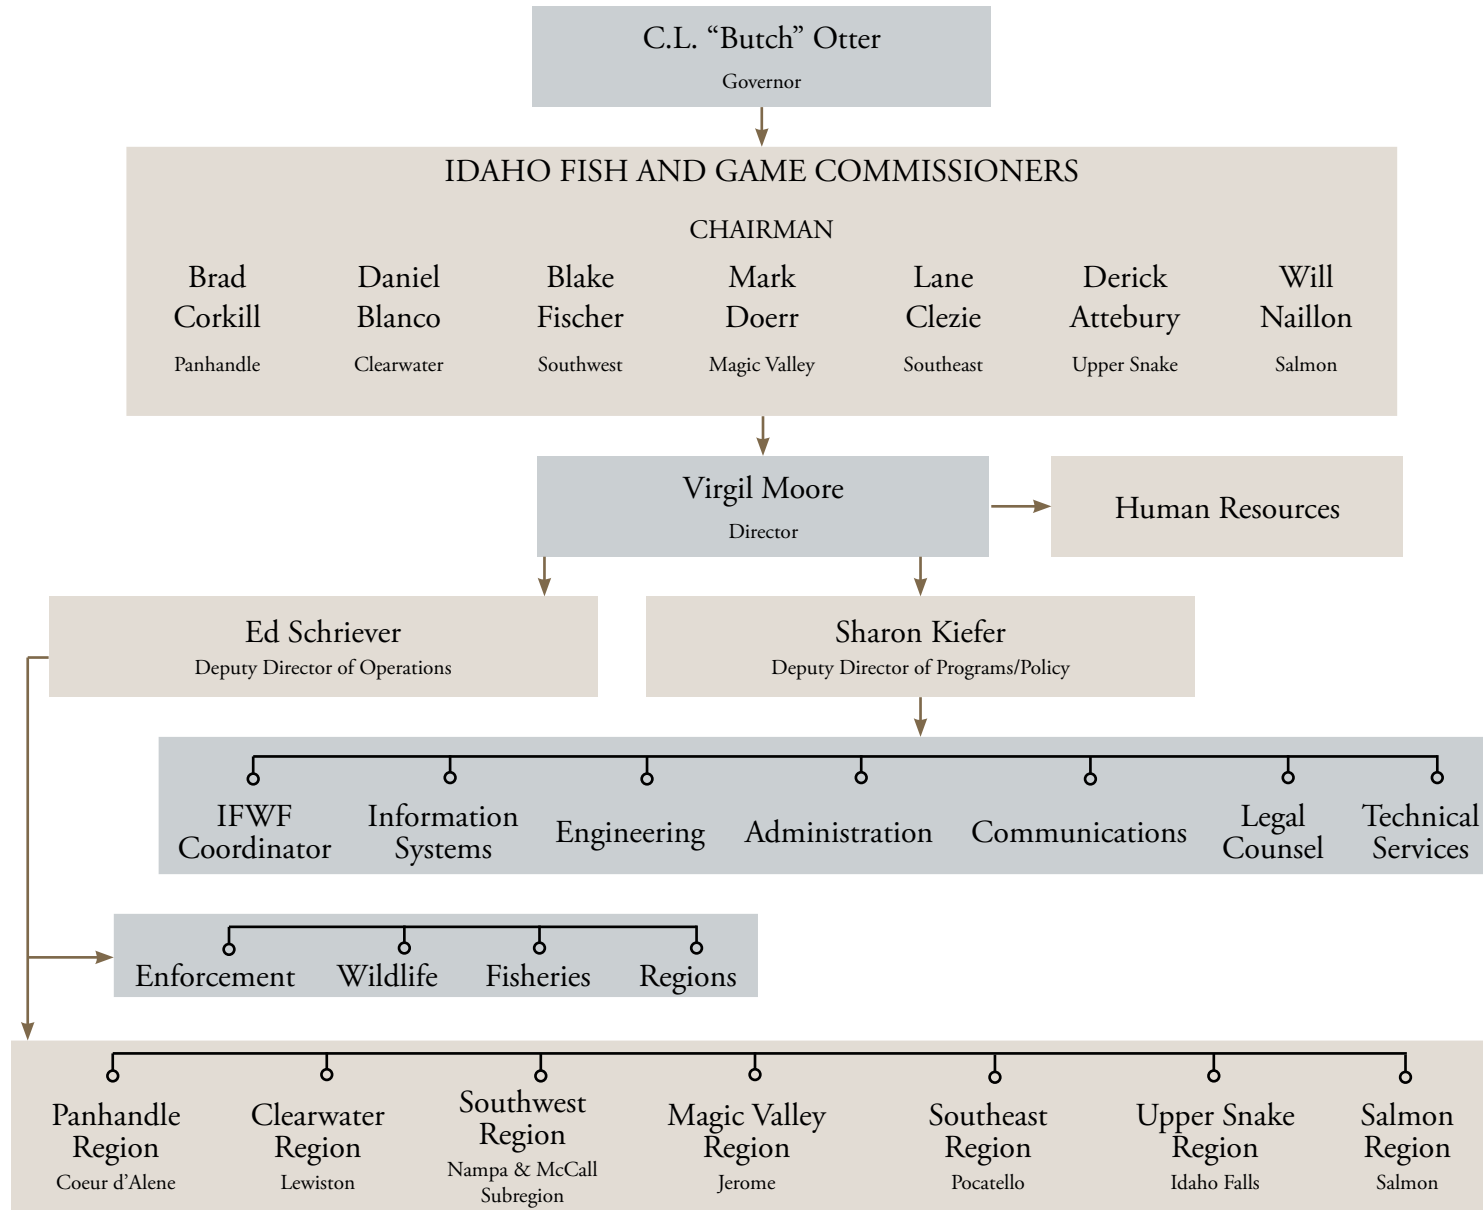 C.L. “Butch” Otter
Governor
IDAHO FISH AND GAME COMMISSIONERS
CHAIRMAN
Brad
Corkill
Panhandle
Daniel
Blanco
Clearwater
Blake
Fischer
Southwest
Mark
Doerr
Magic Valley
Lane
Clezie
Southeast
Derick
Attebury
Upper Snake
Will
Naillon
Salmon
Virgil Moore
Director
Human Resources
Ed Schriever
Deputy Director of Operations
Sharon Kiefer
Deputy Director of Programs/Policy
IFWF
Coordinator
Information
Systems
Engineering
Administration
Communications
Legal
Counsel
Technical
Services
Enforcement
Wildlife
Fisheries
Regions
Panhandle
Region
Coeur d’Alene
Clearwater
Region
Lewiston
Southwest
Region
Nampa & McCall
Subregion
Magic Valley
Region
Jerome
Southeast
Region
Pocatello
Upper Snake
Region
Idaho Falls
Salmon
Region
Salmon